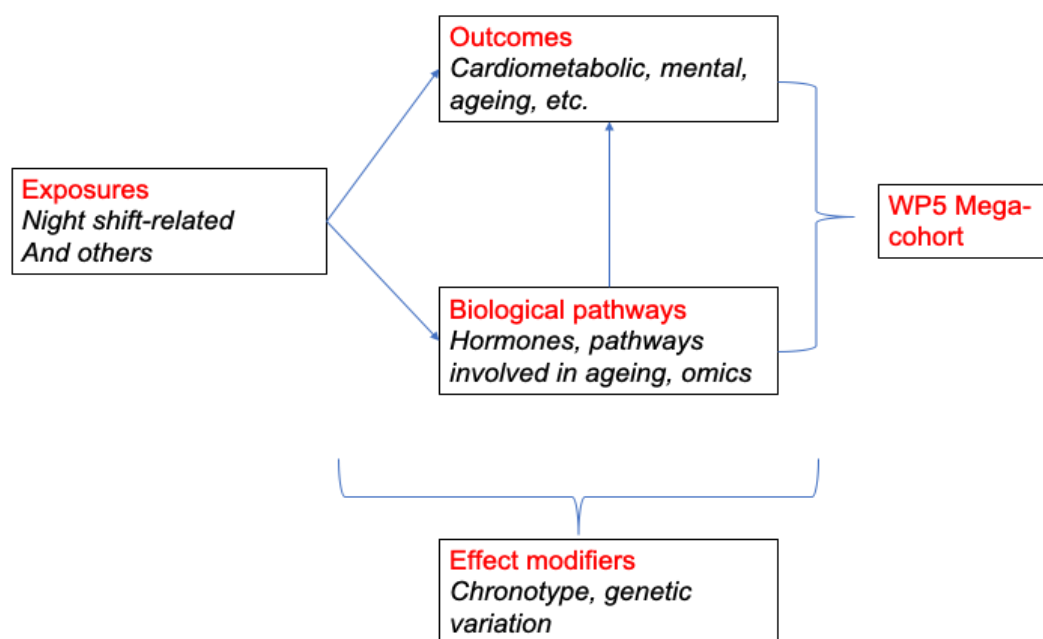 Outcomes
Cardiometabolic, mental,
ageing, etc.
Exposures
Night shift-related
And others
WP5 Mega-
cohort
Biological pathways
Hormones, pathways
involved in ageing, omics
Effect modifiers
Chronotype, genetic
variation